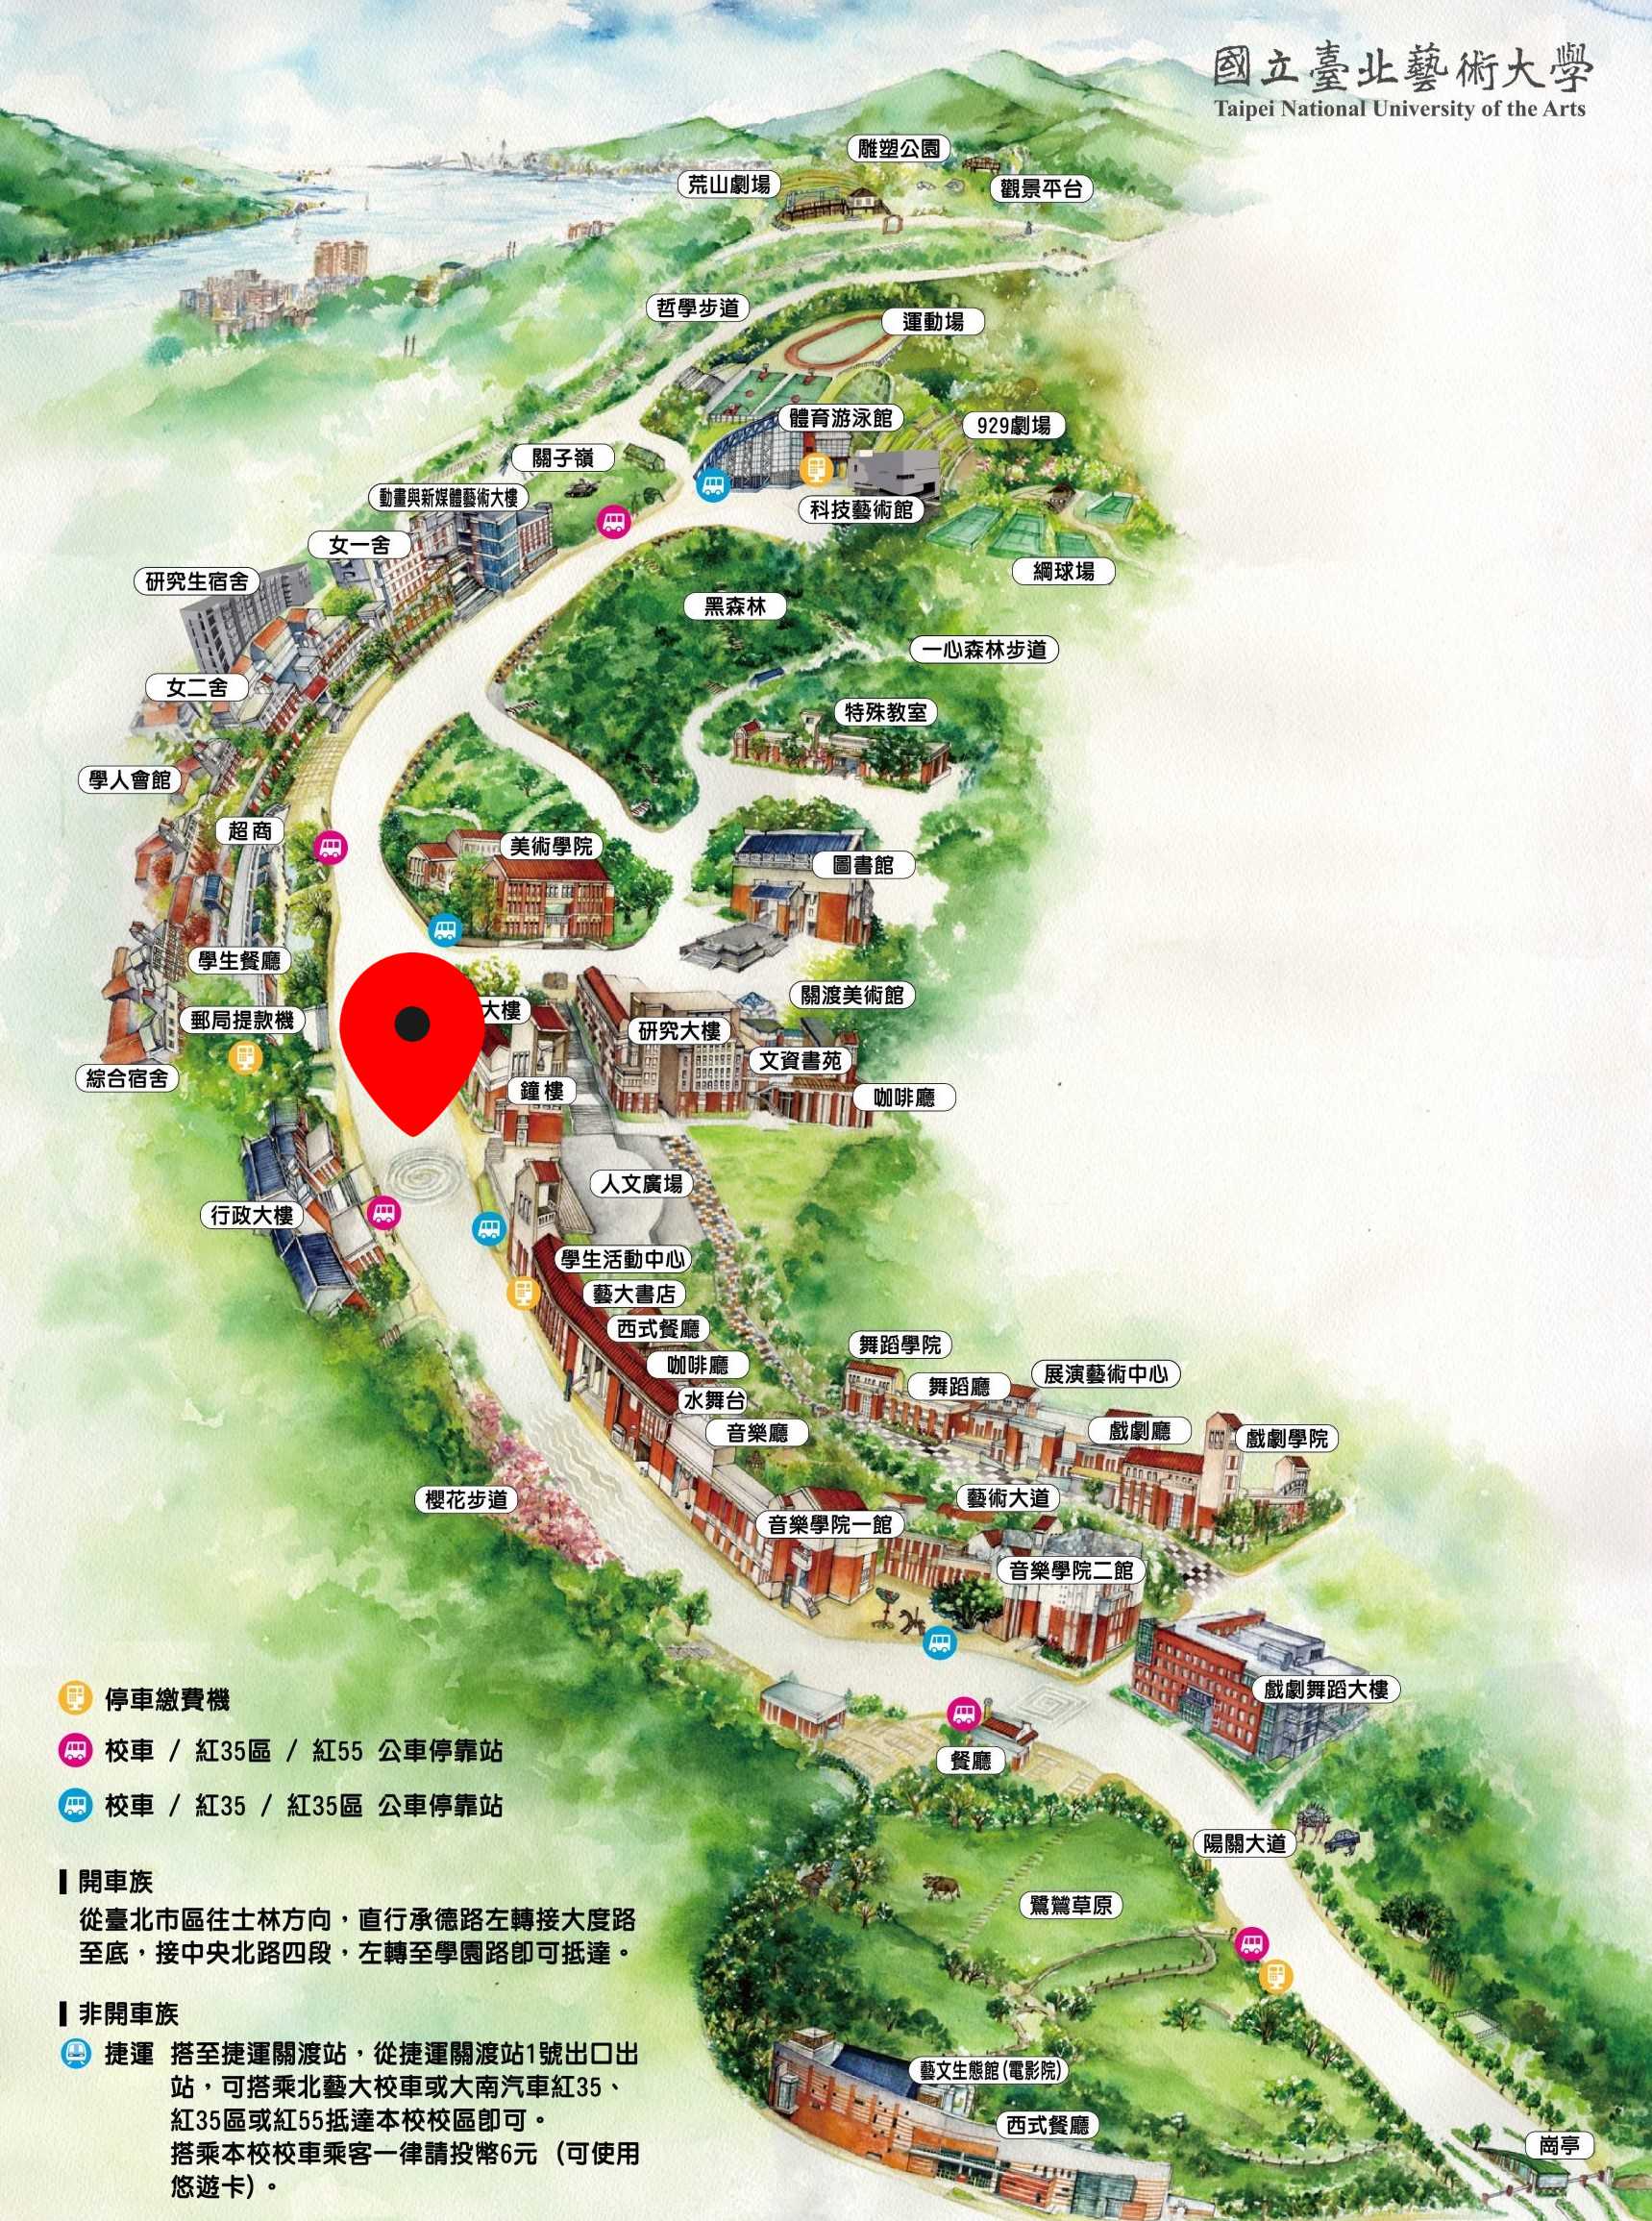 國立臺北藝術大學
Taipei National University of the Arts
雕塑公園
荒山劇場
觀景平台
哲學步道
運動場
體育游泳館
929劇場
關子嶺
動畫與新媒體藝術大樓
科技藝術館
女一舍
網球場
研究生宿舍
黑森林
一心森林步道
女二舍
特殊教室
學人會館
超商
美術學院
圖書館
學生餐廳
關渡美術館
大樓
郵局提款機
研究大樓
文資書苑
綜合宿舍
鐘樓
咖啡廳
人文廣場
行政大樓
學生活動中心
藝大書店
西式餐廳
舞蹈學院
咖啡廳
展演藝術中心
舞蹈廳
水舞台
音樂廳
戲劇廳
戲劇學院
櫻花步道
藝術大道
音樂學院一館
音樂學院二館
戲劇舞蹈大樓
餐廳
陽關大道
鷺鷥草原
藝文生態館(電影院)
西式餐廳
崗亭
停車繳費機
校車 / 紅35區 / 紅55 公車停靠站
校車 / 紅35 / 紅35區 公車停靠站
開車族
從臺北市區往士林方向，直行承德路左轉接大度路
至底，接中央北路四段，左轉至學園路即可抵達。
非開車族
捷運 搭至捷運關渡站，從捷運關渡站1號出口出
站，可搭乘北藝大校車或大南汽車紅35、
紅35區或紅55抵達本校校區即可。
搭乘本校校車乘客一律請投幣6元 (可使用
悠遊卡)。